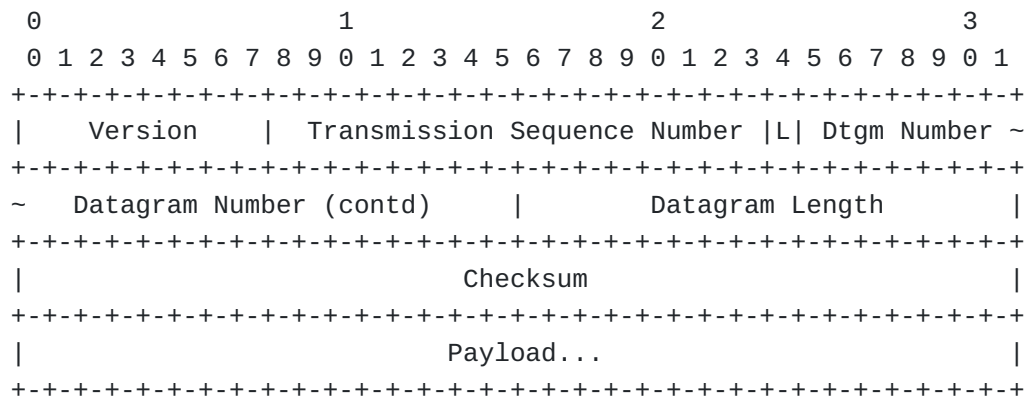 0                   1                   2                   3
 0 1 2 3 4 5 6 7 8 9 0 1 2 3 4 5 6 7 8 9 0 1 2 3 4 5 6 7 8 9 0 1
+-+-+-+-+-+-+-+-+-+-+-+-+-+-+-+-+-+-+-+-+-+-+-+-+-+-+-+-+-+-+-+-+
|    Version    |  Transmission Sequence Number |L| Dtgm Number ~
+-+-+-+-+-+-+-+-+-+-+-+-+-+-+-+-+-+-+-+-+-+-+-+-+-+-+-+-+-+-+-+-+
~   Datagram Number (contd)     |        Datagram Length        |
+-+-+-+-+-+-+-+-+-+-+-+-+-+-+-+-+-+-+-+-+-+-+-+-+-+-+-+-+-+-+-+-+
|                            Checksum                           |
+-+-+-+-+-+-+-+-+-+-+-+-+-+-+-+-+-+-+-+-+-+-+-+-+-+-+-+-+-+-+-+-+
|                           Payload...                          |
+-+-+-+-+-+-+-+-+-+-+-+-+-+-+-+-+-+-+-+-+-+-+-+-+-+-+-+-+-+-+-+-+